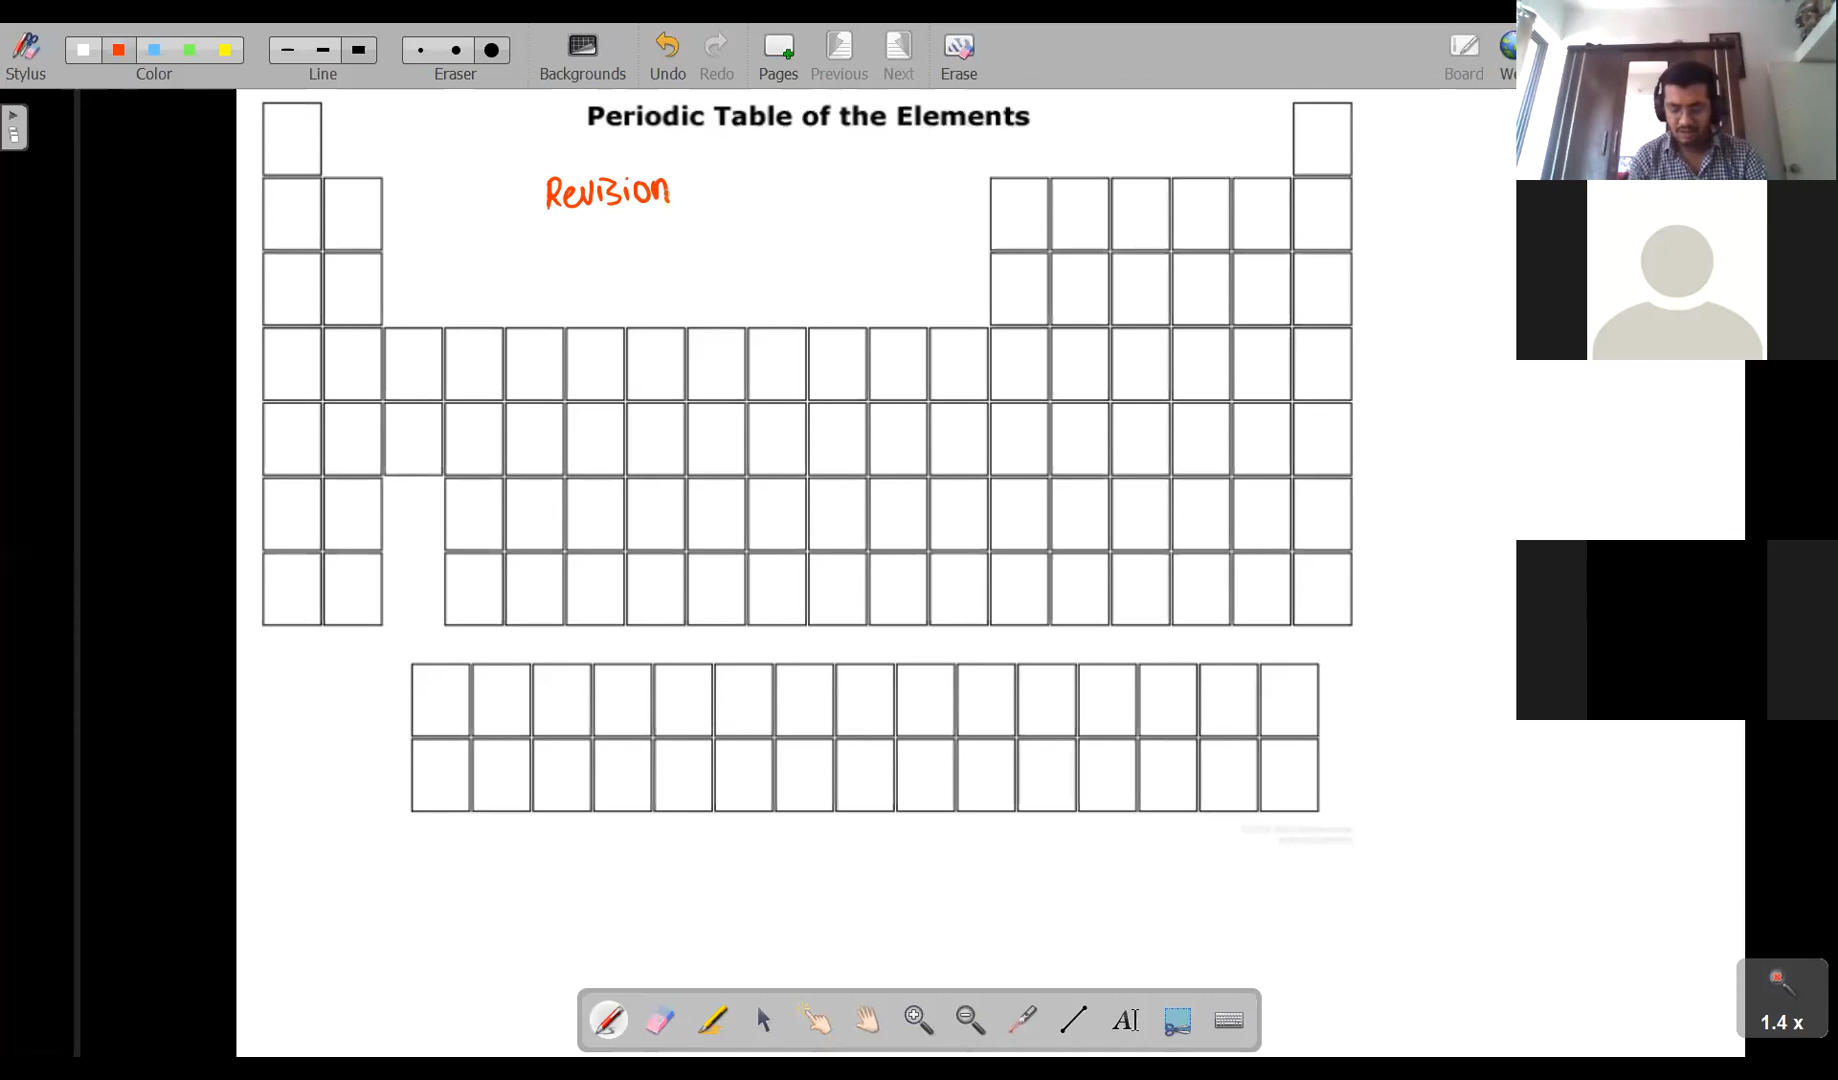 Stylus
Color
Line
Eraser
Backgrounds
Undo
Redo
Pages
Previous
Next
Erase
Board
Periodic Table of the Elements
Revision
1.4 x